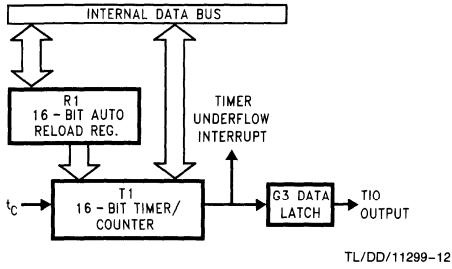 INTERNAL DATA BUS
R1
16 - BIT AUTO
RELOAD REG.
TIMER
UNDERFLOW
INTERRUPT
tC
T1
16 - BIT TIMER/
COUNTER
G3 DATA
LATCH
TIO
OUTPUT
TL/DD/11299-12